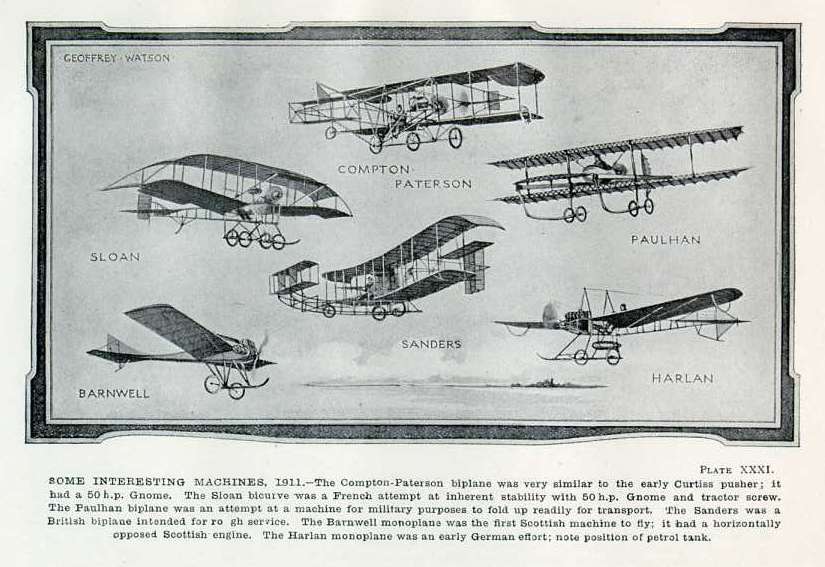 GEOFFREY·WATSON
COMPTON-
PATERSON
SLOAN
PAULHAN
SANDERS
BARNWELL
HARLAN
PLATE XXXI.
SOME INTERESTING MACHINES, 1911.—The Compton-Paterson biplane was very similar to the early Curtiss pusher; it
had a 50 h.p. Gnome. The Sloan bicurve was a French attempt at inherent stability with 50 h.p. Gnome and tractor screw.
The Paulhan biplane was an attempt at a machine for military purposes to fold up readily for transport. The Sanders was a
British biplane intended for ro gh service. The Barnwell monoplane was the first Scottish machine to fly; it had a horizontally
opposed Scottish engine. The Harlan monoplane was an early German effort; note position of petrol tank.